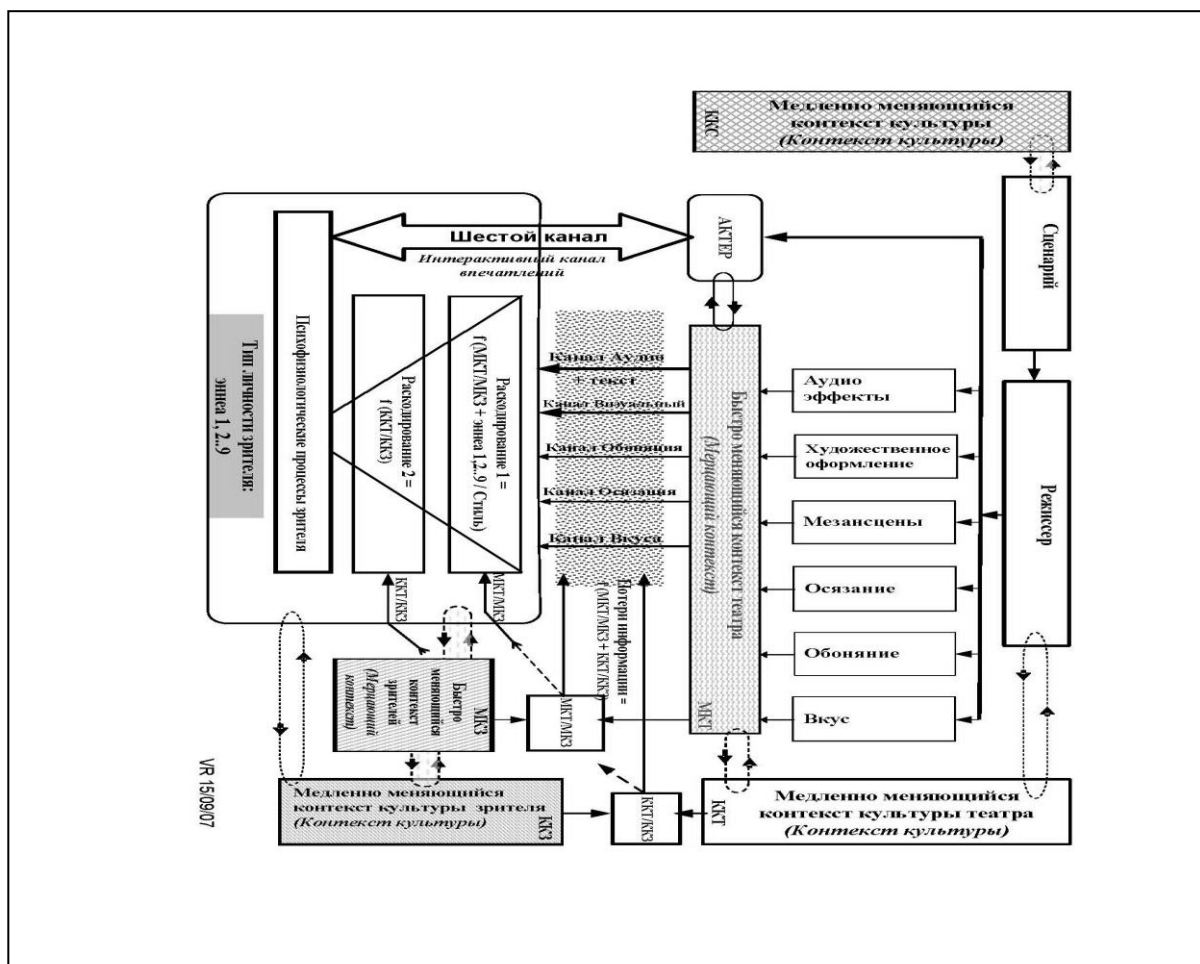 Медленно меняющийся
контекст культуры
(Контекст культуры)
ККС
Сценарий
АКТЕР
Шестой канал
Интерактивный канал
впечатлений
Режиссер
Аудио
эффекты
Художественное
оформление
Мезансцены
Осязание
Обоняние
Вкус
Быстро меняющийся контекст театра
(Мерцающий контекст)
МКТ
Канал Аудио
+ текст
Канал Визуальный
Канал Обоняция
Канал Осязация
Канал Вкуса
Потери информации =
f (МКТ/МКЗ + ККТ/ККЗ)
Раскодирование 1 =
f (МКТ/МКЗ + эннеа 1,2..9 / Стиль)
Раскодирование 2 =
f (ККТ/ККЗ)
Психофизиологические процессы зрителя
Тип личности зрителя:
эннеа 1, 2..9
МКТ/МКЗ
ККТ/ККЗ
МКЗ
Быстро
меняющийся
контекст
зрителей
(Мерцающий
контекст)
МКТ/МКЗ
ККТ/ККЗ
Медленно меняющийся
контекст культуры зрителя
(Контекст культуры)
ККЗ
ККТ
Медленно меняющийся
контекст культуры театра
(Контекст культуры)
VR 15/09/07